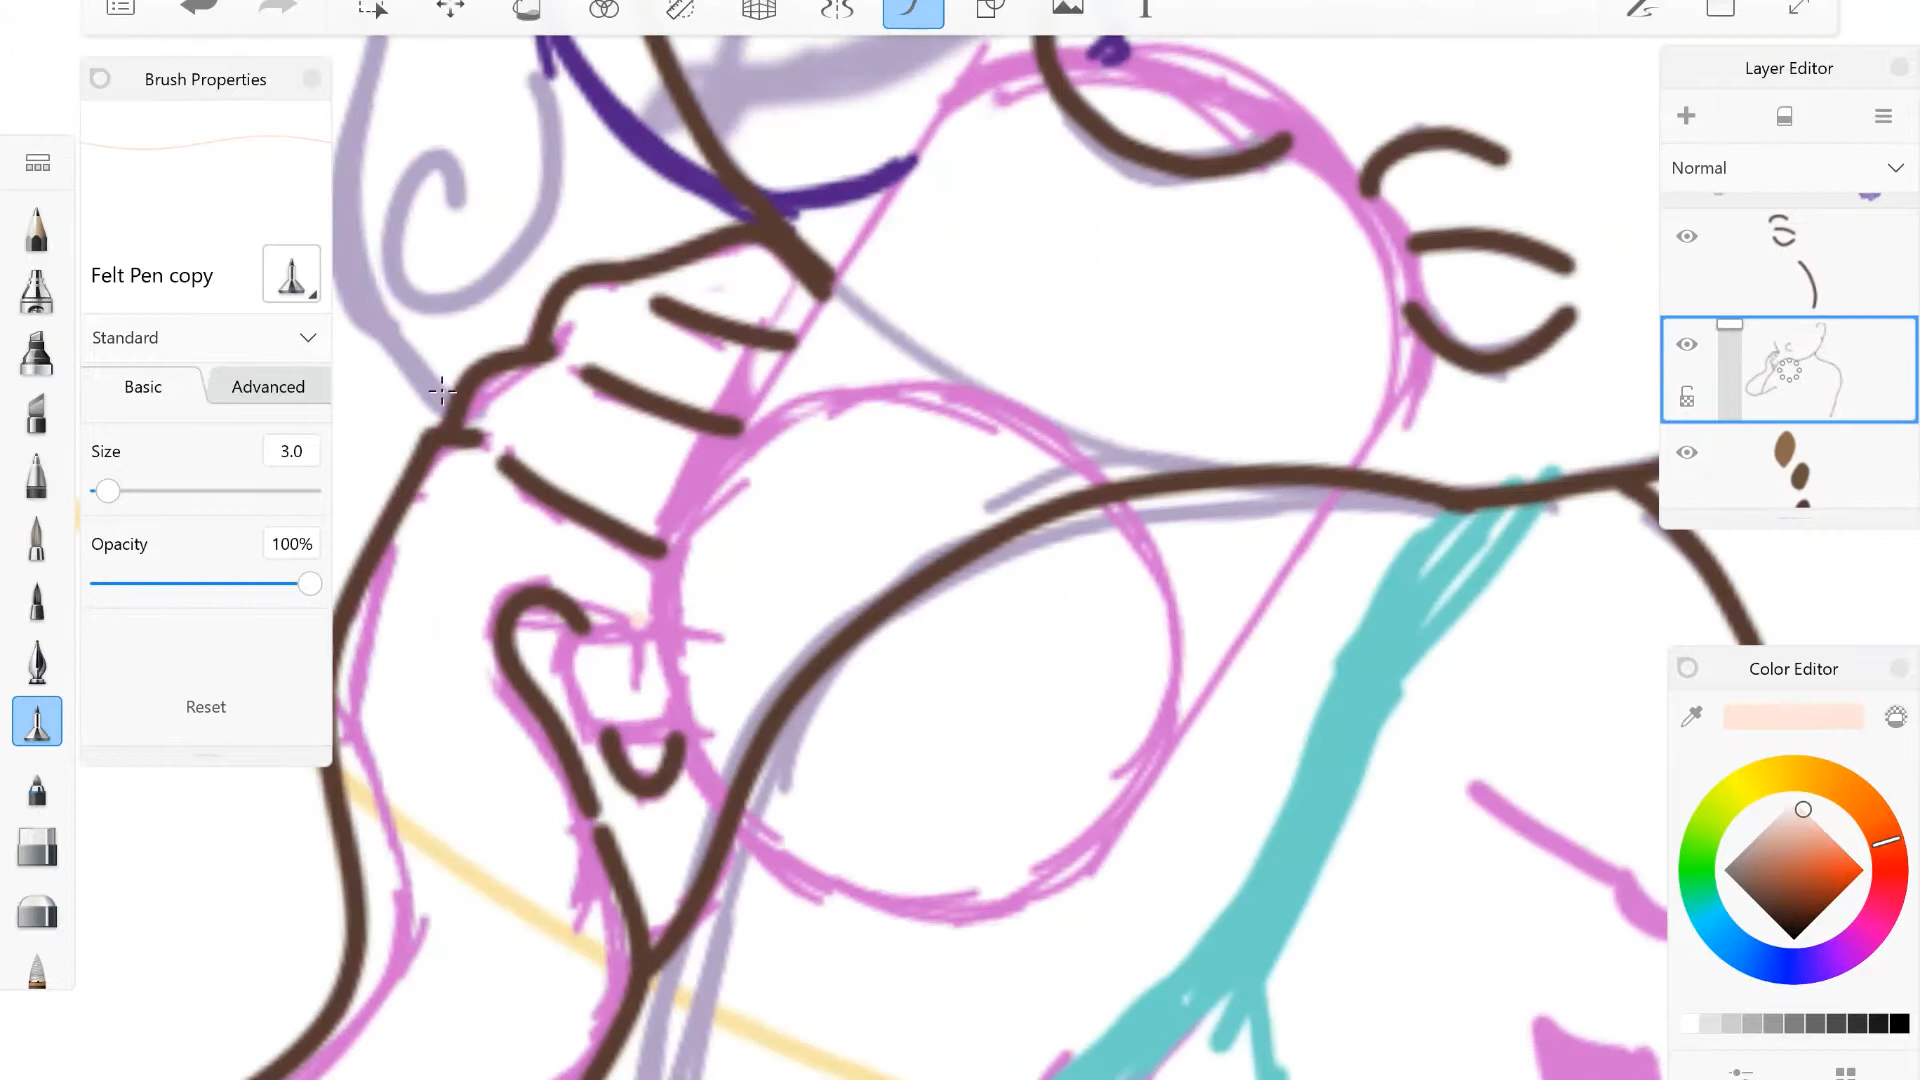 T
Brush Properties
Felt Pen copy
Standard
Basic
Advanced
Size
3.0
Opacity
100%
Reset
Layer Editor
Normal
Color Editor